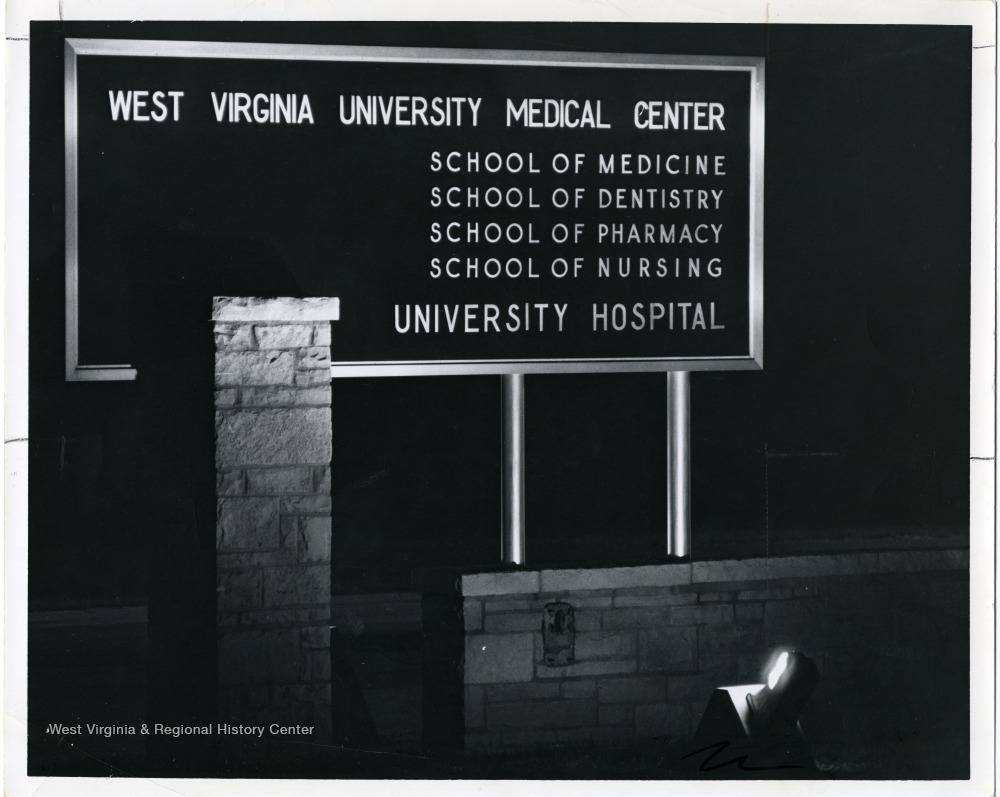 WEST VIRGINIA UNIVERSITY MEDICAL CENTER
SCHOOL OF MEDICINE
SCHOOL OF DENTISTRY
SCHOOL OF PHARMACY
SCHOOL OF NURSING
UNIVERSITY HOSPITAL
West Virginia & Regional History Center